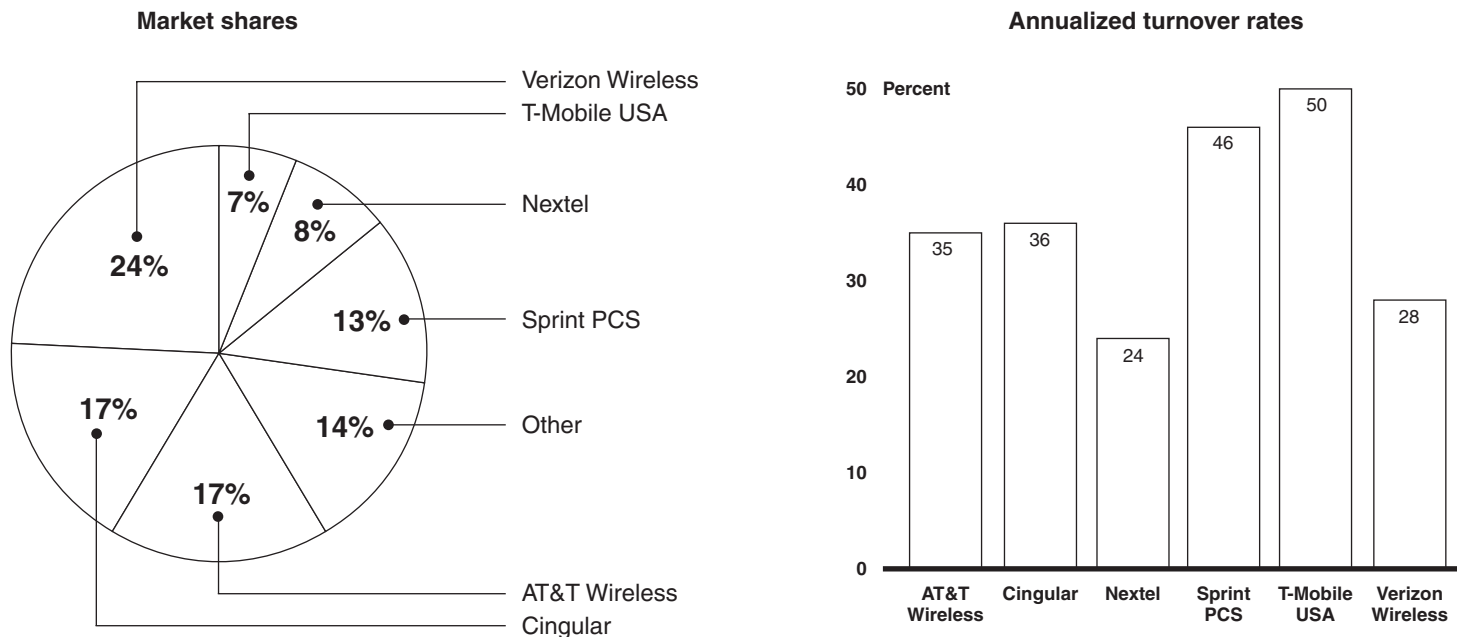 Market shares
Verizon Wireless
T-Mobile USA
7%
Nextel
8%
24%
13%
Sprint PCS
17%
14%
Other
17%
AT&T Wireless
Cingular
Annualized turnover rates
50 Percent
50
46
40
35
36
30
28
24
20
10
0
AT&T
Wireless
Cingular
Nextel
Sprint
PCS
T-Mobile
USA
Verizon
Wireless